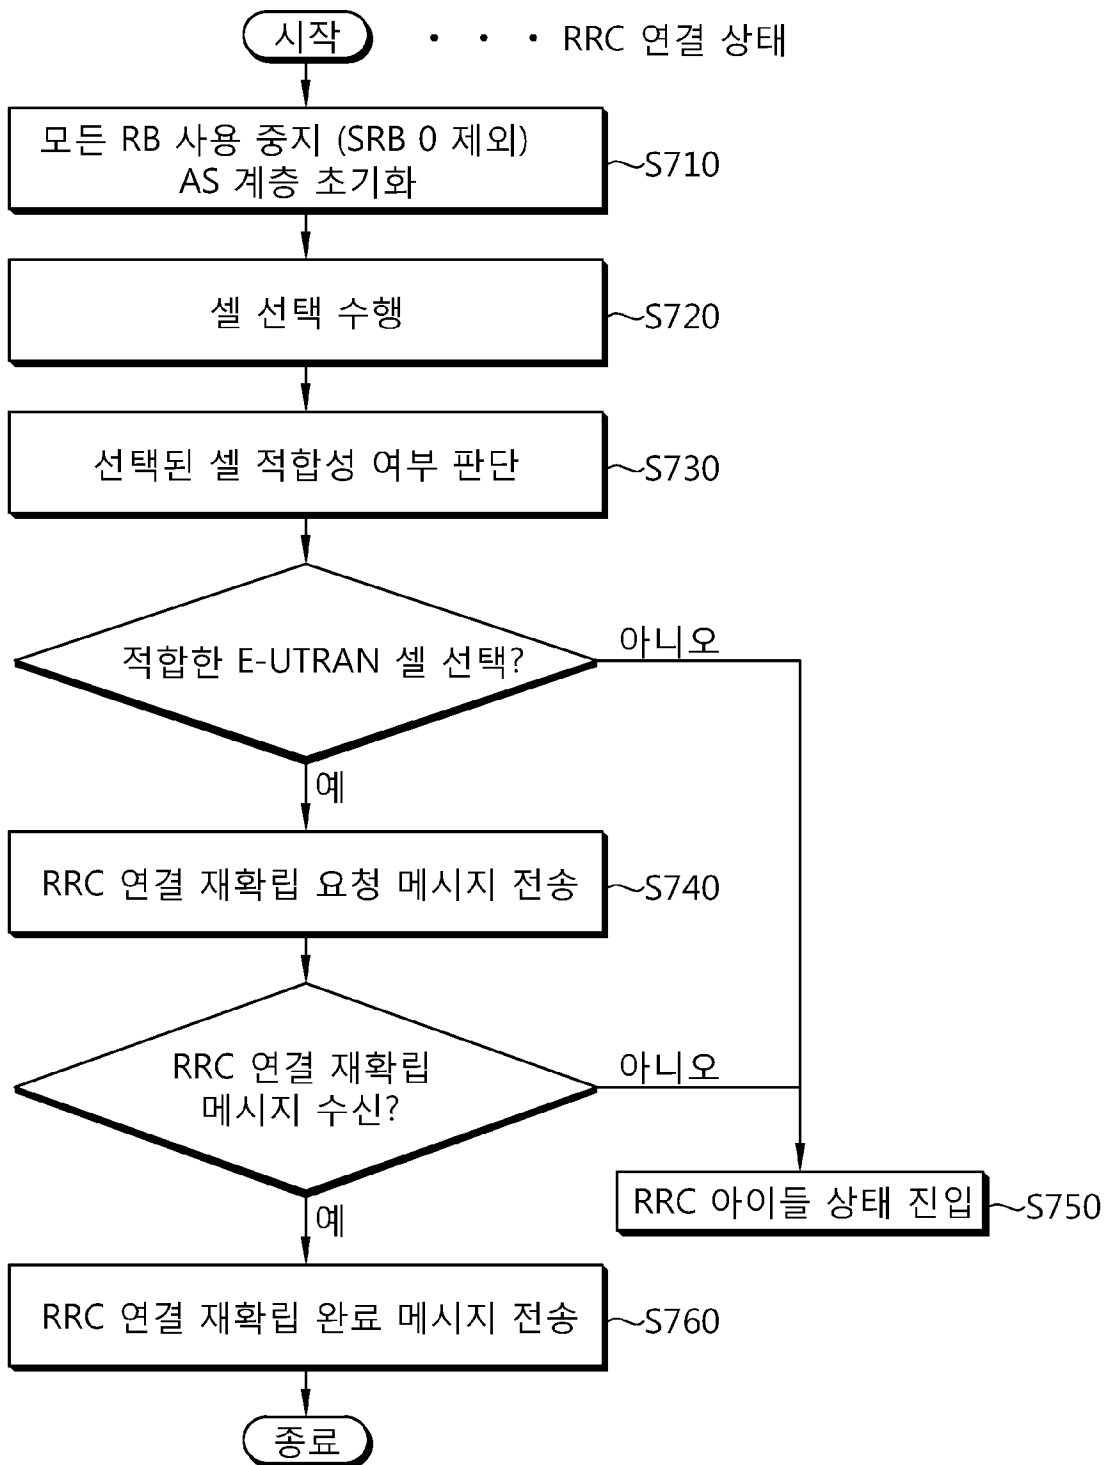 시작 · · · RRC 연결 상태
모든 RB 사용 중지 (SRB 0 제외)
AS 계층 초기화
S710
셀 선택 수행
S720
선택된 셀 적합성 여부 판단
S730
적합한 E-UTRAN 셀 선택?
아니오
예
RRC 연결 재확립 요청 메시지 전송
S740
RRC 연결 재확립
메시지 수신?
아니오
예
RRC 아이들 상태 진입
S750
RRC 연결 재확립 완료 메시지 전송
S760
종료